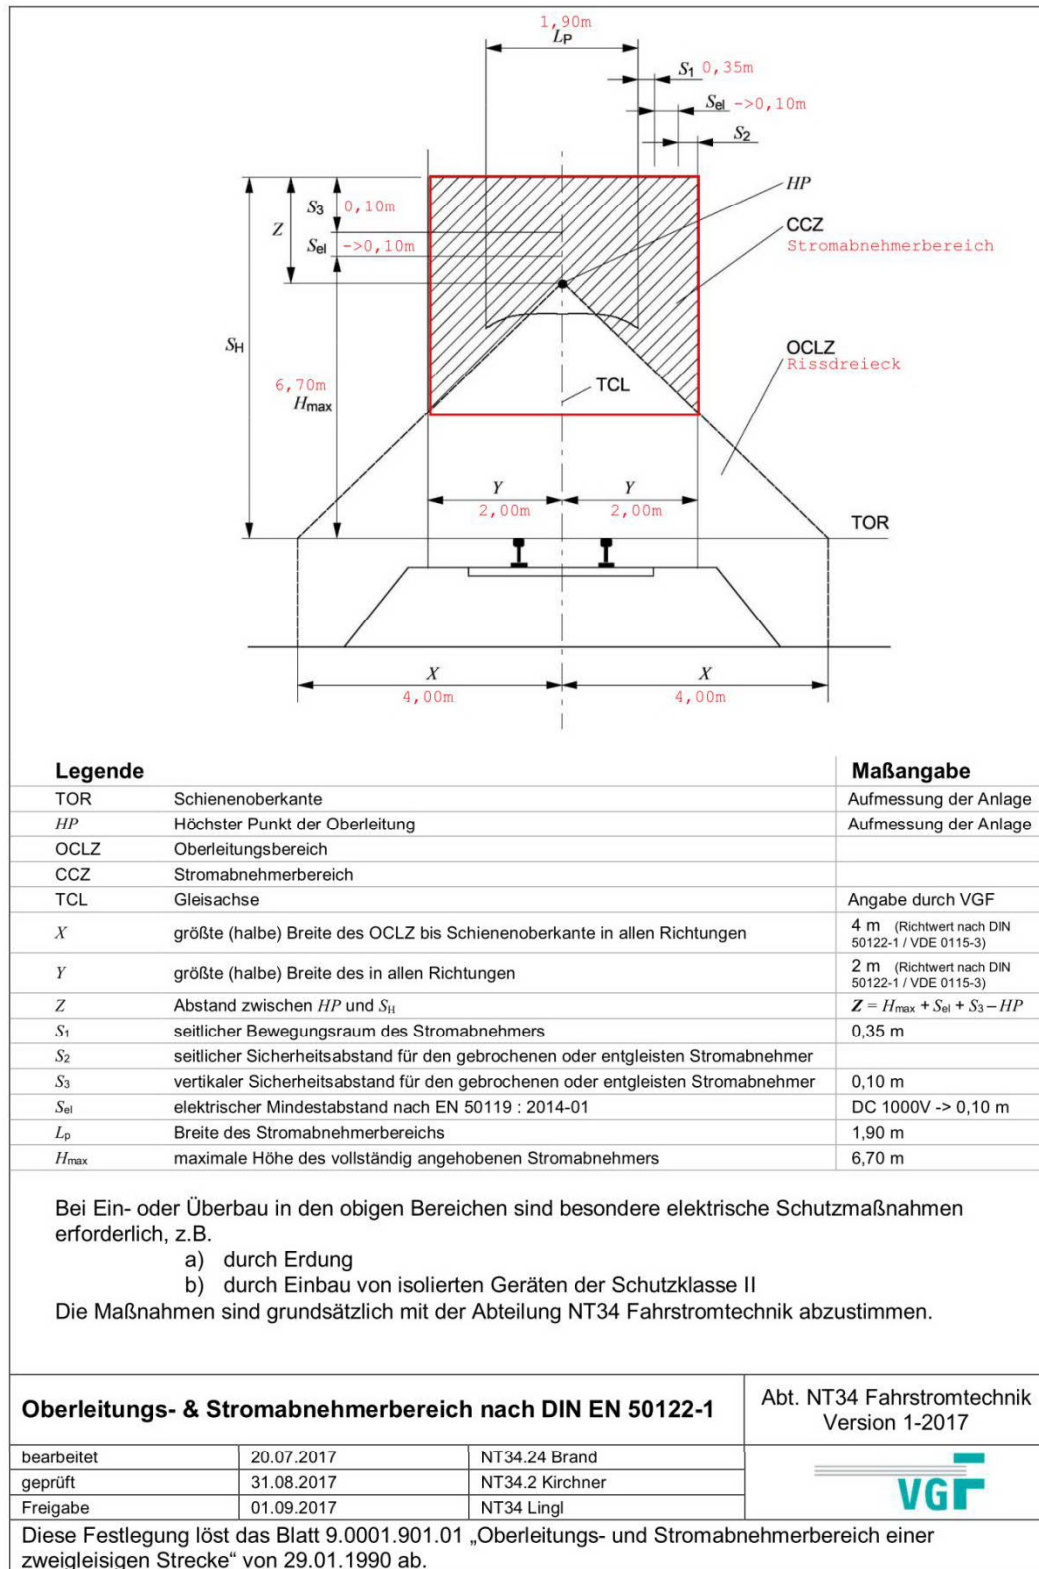 1,90m
LP
S1 0,35m
Sel ->0,10m
S2
HP
S3 0,10m
Z
CCZ
Stromabnehmerbereich
Sel ->0,10m
SH
OCLZ
Rissdreieck
6,70m
Hmax
TCL
Y Y
2,00m 2,00m
TOR
X X
4,00m 4,00m
Legende Maßangabe
TOR Schienenoberkante Aufmessung der Anlage
HP Höchster Punkt der Oberleitung Aufmessung der Anlage
OCLZ Oberleitungsbereich
CCZ Stromabnehmerbereich
TCL Gleisachse Angabe durch VGF
X größte (halbe) Breite des OCLZ bis Schienenoberkante in allen Richtungen 4 m (Richtwert nach DIN
50122-1 / VDE 0115-3)
Y größte (halbe) Breite des in allen Richtungen 2 m (Richtwert nach DIN
50122-1 / VDE 0115-3)
Z Abstand zwischen HP und SH Z = Hmax + Sel + S3 – HP
S1 seitlicher Bewegungsraum des Stromabnehmers 0,35 m
S2 seitlicher Sicherheitsabstand für den gebrochenen oder entgleisten Stromabnehmer
S3 vertikaler Sicherheitsabstand für den gebrochenen oder entgleisten Stromabnehmer 0,10 m
Sel elektrischer Mindestabstand nach EN 50119 : 2014-01 DC 1000V -> 0,10 m
Lp Breite des Stromabnehmerbereichs 1,90 m
Hmax maximale Höhe des vollständig angehobenen Stromabnehmers 6,70 m
Bei Ein- oder Überbau in den obigen Bereichen sind besondere elektrische Schutzmaßnahmen
erforderlich, z.B.
a) durch Erdung
b) durch Einbau von isolierten Geräten der Schutzklasse II
Die Maßnahmen sind grundsätzlich mit der Abteilung NT34 Fahrstromtechnik abzustimmen.
Oberleitungs- & Stromabnehmerbereich nach DIN EN 50122-1
Abt. NT34 Fahrstromtechnik
Version 1-2017
bearbeitet 20.07.2017 NT34.24 Brand
geprüft 31.08.2017 NT34.2 Kirchner
Freigabe 01.09.2017 NT34 Lingl
VGF
Diese Festlegung löst das Blatt 9.0001.901.01 „Oberleitungs- und Stromabnehmerbereich einer
zweigleisigen Strecke“ von 29.01.1990 ab.